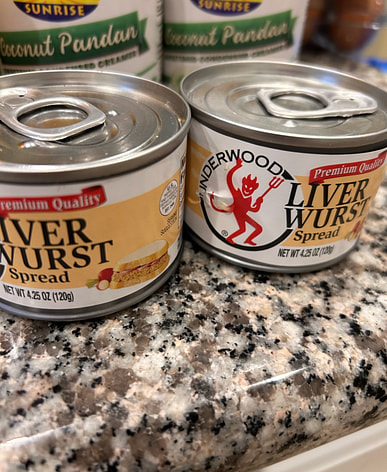 SUNRISE
Coconut Pandan
SUNRISE
Coconut Pandan
Premium Quality
LIVER
WURST
Spread
NET WT 4.25 OZ (120g)
UNDERWOOD
®
Premium Quality
LIVER
WURST
Spread
NET WT 4.25 OZ (120g)